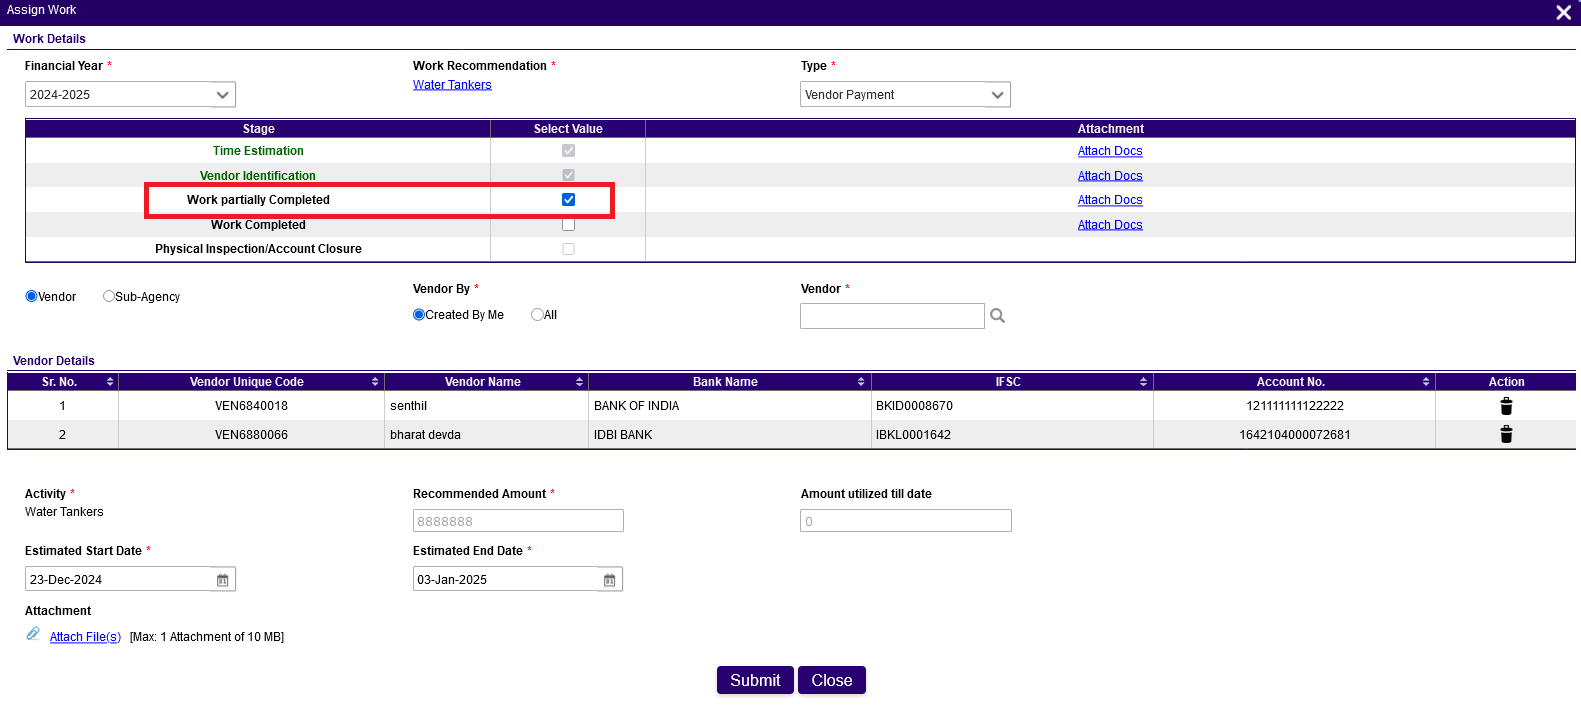 Assign Work
Work Details
Financial Year * Work Recommendation * Type *
2024-2025 Water Tankers Vendor Payment
Stage Select Value Attachment
Time Estimation Attach Docs
Vendor Identification Attach Docs
Work partially Completed Attach Docs
Work Completed Attach Docs
Physical Inspection/Account Closure
Vendor By * Vendor *
Vendor Sub-Agency Created By Me All
Vendor Details
Sr. No. Vendor Unique Code Vendor Name Bank Name IFSC Account No. Action
1 VEN6840018 senthil BANK OF INDIA BKID0008670 121111111122222
2 VEN6880066 bharat devda IDBI BANK IBKL0001642 1642104000072681
Activity * Recommended Amount * Amount utilized till date
Water Tankers 8888888 0
Estimated Start Date * Estimated End Date *
23-Dec-2024 03-Jan-2025
Attachment
Attach File(s) [Max: 1 Attachment of 10 MB]
Submit Close